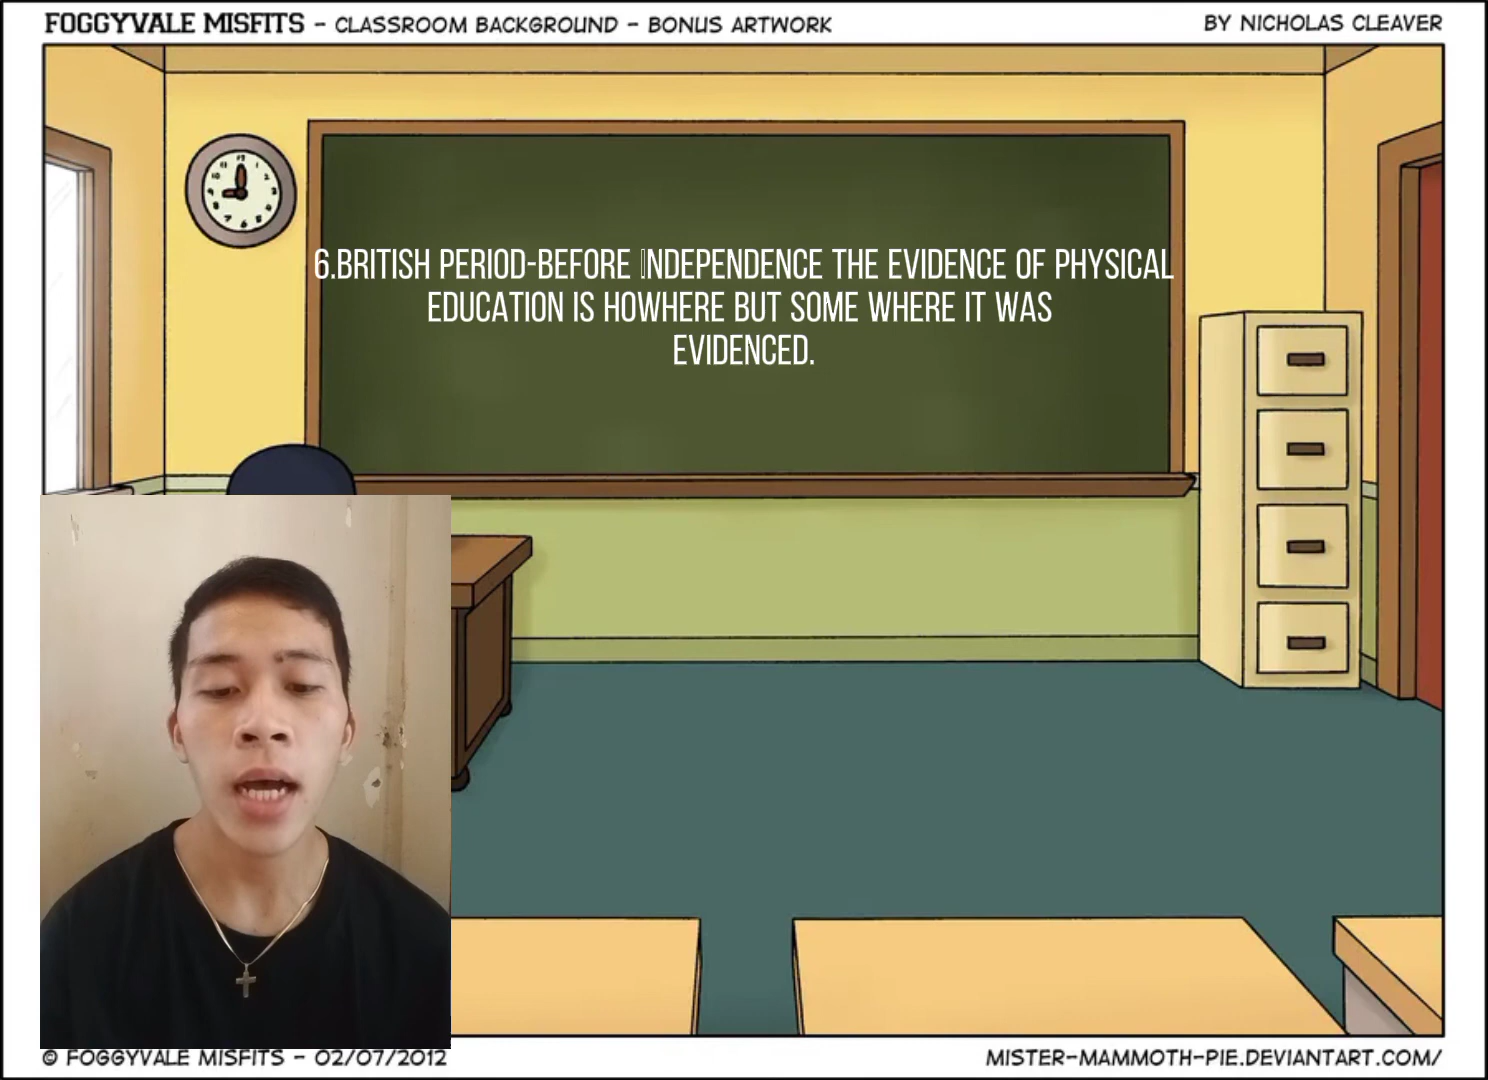 FOGGYVALE MISFITS - CLASSROOM BACKGROUND - BONUS ARTWORK
BY NICHOLAS CLEAVER
6.BRITISH PERIOD-BEFORE INDEPENDENCE THE EVIDENCE OF PHYSICAL
EDUCATION IS HOWHERE BUT SOME WHERE IT WAS
EVIDENCED.
© FOGGYVALE MISFITS - 02/07/2012
MISTER-MAMMOTH-PIE.DEVIANTART.COM/